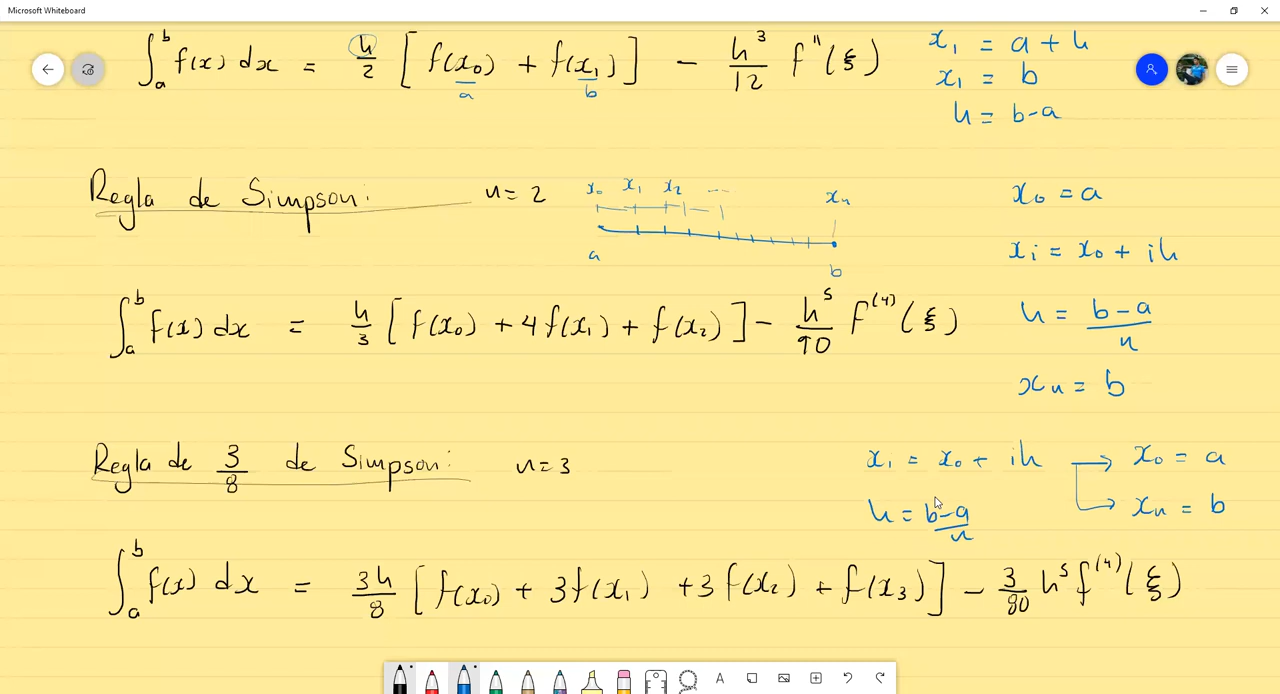 Microsoft Whiteboard
∫_a^b f(x) dx = h/2 [f(x₀) + f(x₁)] − h³/12 f''(ξ)
a b
x₁ = a + h
x₁ = b
h = b−a
Regla de Simpson: n = 2
x₀ x₁ x₂ ... xₙ
a b
x₀ = a
xᵢ = x₀ + ih
∫_a^b f(x) dx = h/3 [f(x₀) + 4f(x₁) + f(x₂)] − h⁵/90 f⁽⁴⁾(ξ)
h = (b−a)/n
xₙ = b
Regla de 3/8 de Simpson: n = 3
x₁ = x₀ + ih → x₀ = a
h = (b−a)/n → xₙ = b
∫_a^b f(x) dx = 3h/8 [f(x₀) + 3f(x₁) + 3f(x₂) + f(x₃)] − 3/80 h⁵ f⁽⁴⁾(ξ)
A